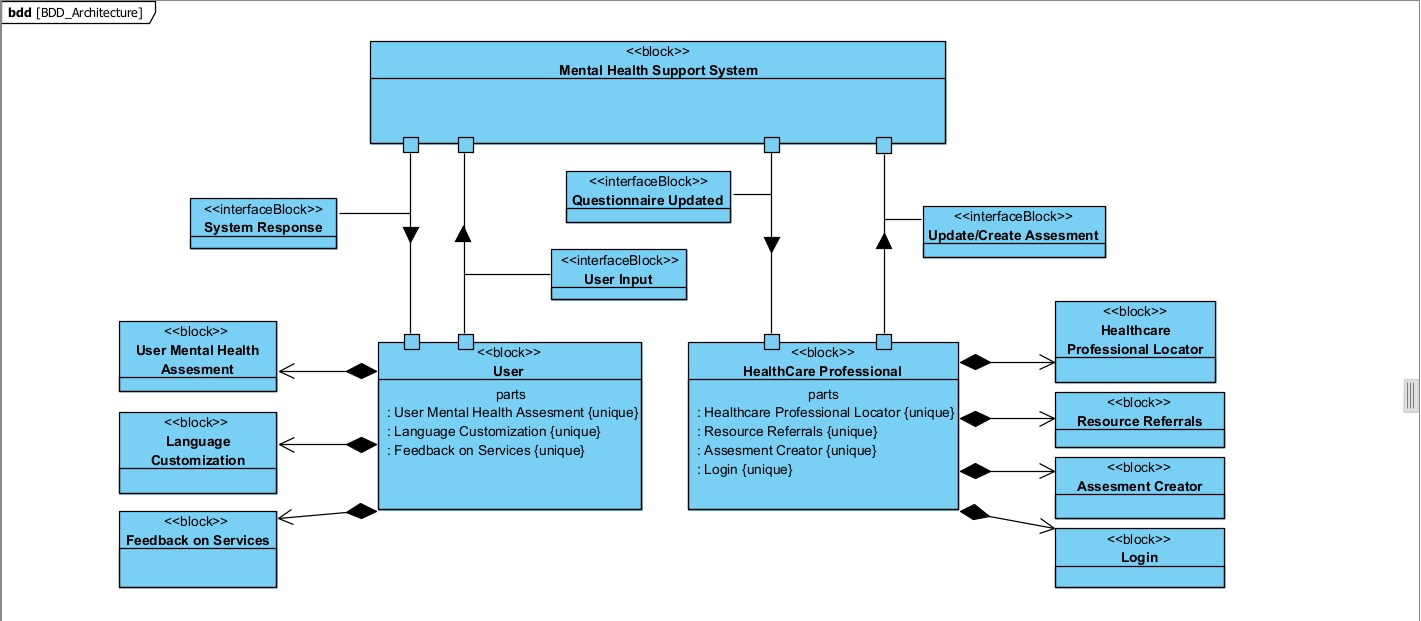 bdd [BDD_Architecture]
<<block>>
Mental Health Support System
<<interfaceBlock>>
System Response
<<interfaceBlock>>
User Input
<<interfaceBlock>>
Questionnaire Updated
<<interfaceBlock>>
Update/Create Assesment
<<block>>
User Mental Health
Assesment
<<block>>
Language
Customization
<<block>>
Feedback on Services
<<block>>
User
parts
: User Mental Health Assesment {unique}
: Language Customization {unique}
: Feedback on Services {unique}
<<block>>
HealthCare Professional
parts
: Healthcare Professional Locator {unique}
: Resource Referrals {unique}
: Assesment Creator {unique}
: Login {unique}
<<block>>
Healthcare
Professional Locator
<<block>>
Resource Referrals
<<block>>
Assesment Creator
<<block>>
Login